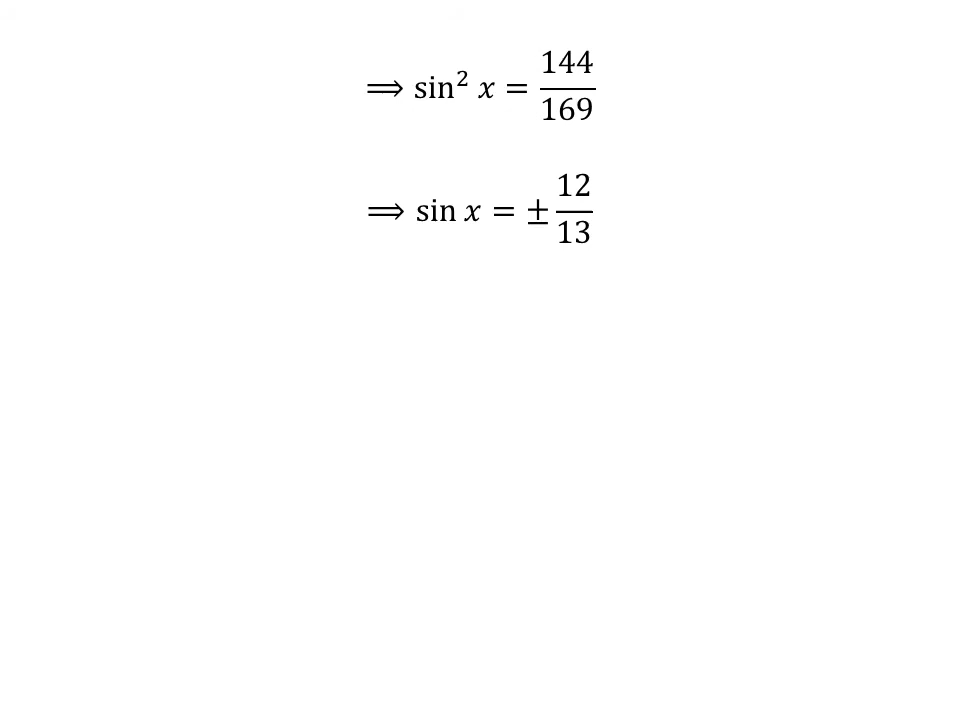 ⟹ sin² 𝑥 = 144/169
⟹ sin 𝑥 = ± 12/13